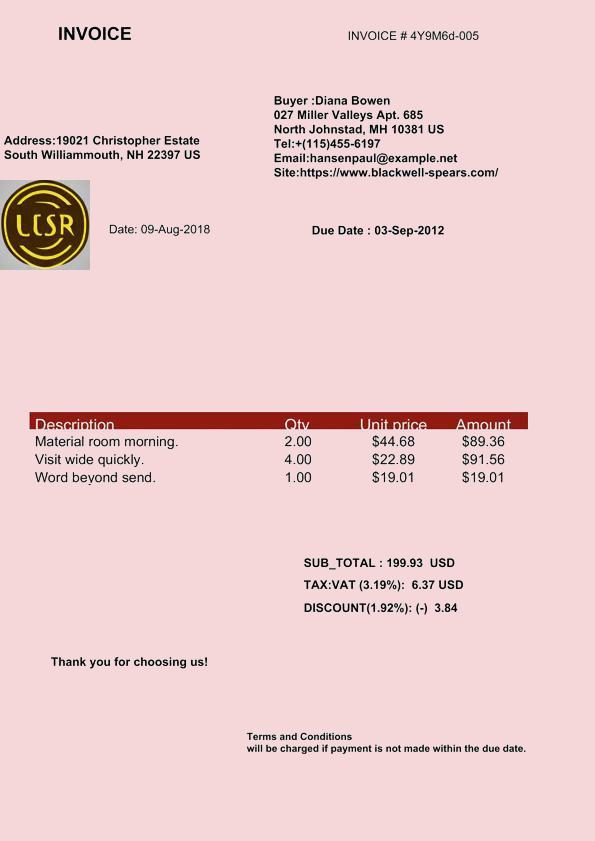 INVOICE
INVOICE # 4Y9M6d-005
Buyer :Diana Bowen
027 Miller Valleys Apt. 685
North Johnstad, MH 10381 US
Tel:+(115)455-6197
Email:hansenpaul@example.net
Site:https://www.blackwell-spears.com/
Address:19021 Christopher Estate
South Williammouth, NH 22397 US
LCSR
Date: 09-Aug-2018
Due Date : 03-Sep-2012
Description Qty Unit price Amount
Material room morning. 2.00 $44.68 $89.36
Visit wide quickly. 4.00 $22.89 $91.56
Word beyond send. 1.00 $19.01 $19.01
SUB_TOTAL : 199.93 USD
TAX:VAT (3.19%): 6.37 USD
DISCOUNT(1.92%): (-) 3.84
Thank you for choosing us!
Terms and Conditions
will be charged if payment is not made within the due date.